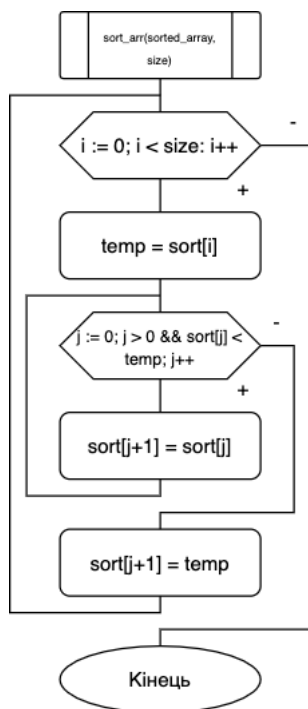 sort_arr(sorted_array,
size)
-
i := 0; i < size: i++
+
temp = sort[i]
-
j := 0; j > 0 && sort[j] <
temp; j++
+
sort[j+1] = sort[j]
sort[j+1] = temp
Кінець